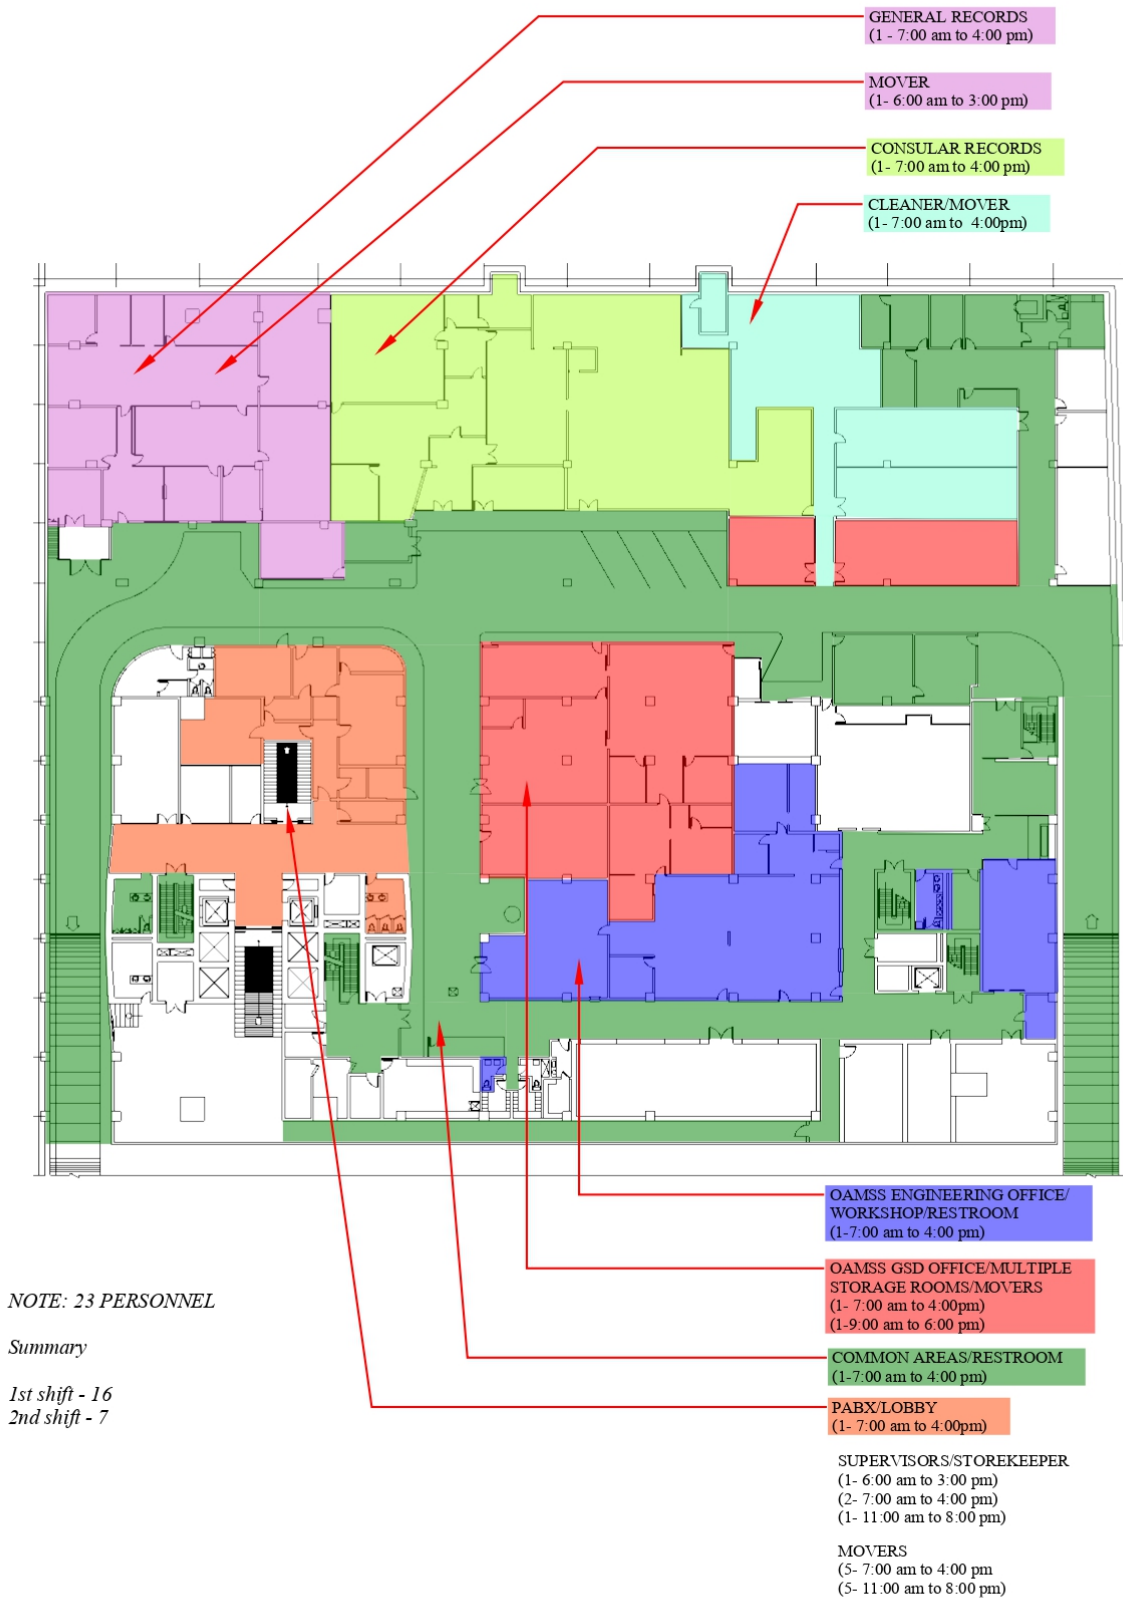 GENERAL RECORDS
(1 - 7:00 am to 4:00 pm)
MOVER
(1- 6:00 am to 3:00 pm)
CONSULAR RECORDS
(1- 7:00 am to 4:00 pm)
CLEANER/MOVER
(1- 7:00 am to 4:00pm)
OAMSS ENGINEERING OFFICE/
WORKSHOP/RESTROOM
(1-7:00 am to 4:00 pm)
OAMSS GSD OFFICE/MULTIPLE
STORAGE ROOMS/MOVERS
(1- 7:00 am to 4:00pm)
(1-9:00 am to 6:00 pm)
COMMON AREAS/RESTROOM
(1-7:00 am to 4:00 pm)
PABX/LOBBY
(1- 7:00 am to 4:00pm)
SUPERVISORS/STOREKEEPER
(1- 6:00 am to 3:00 pm)
(2- 7:00 am to 4:00 pm)
(1- 11:00 am to 8:00 pm)
MOVERS
(5- 7:00 am to 4:00 pm
(5- 11:00 am to 8:00 pm)
NOTE: 23 PERSONNEL
Summary
1st shift - 16
2nd shift - 7